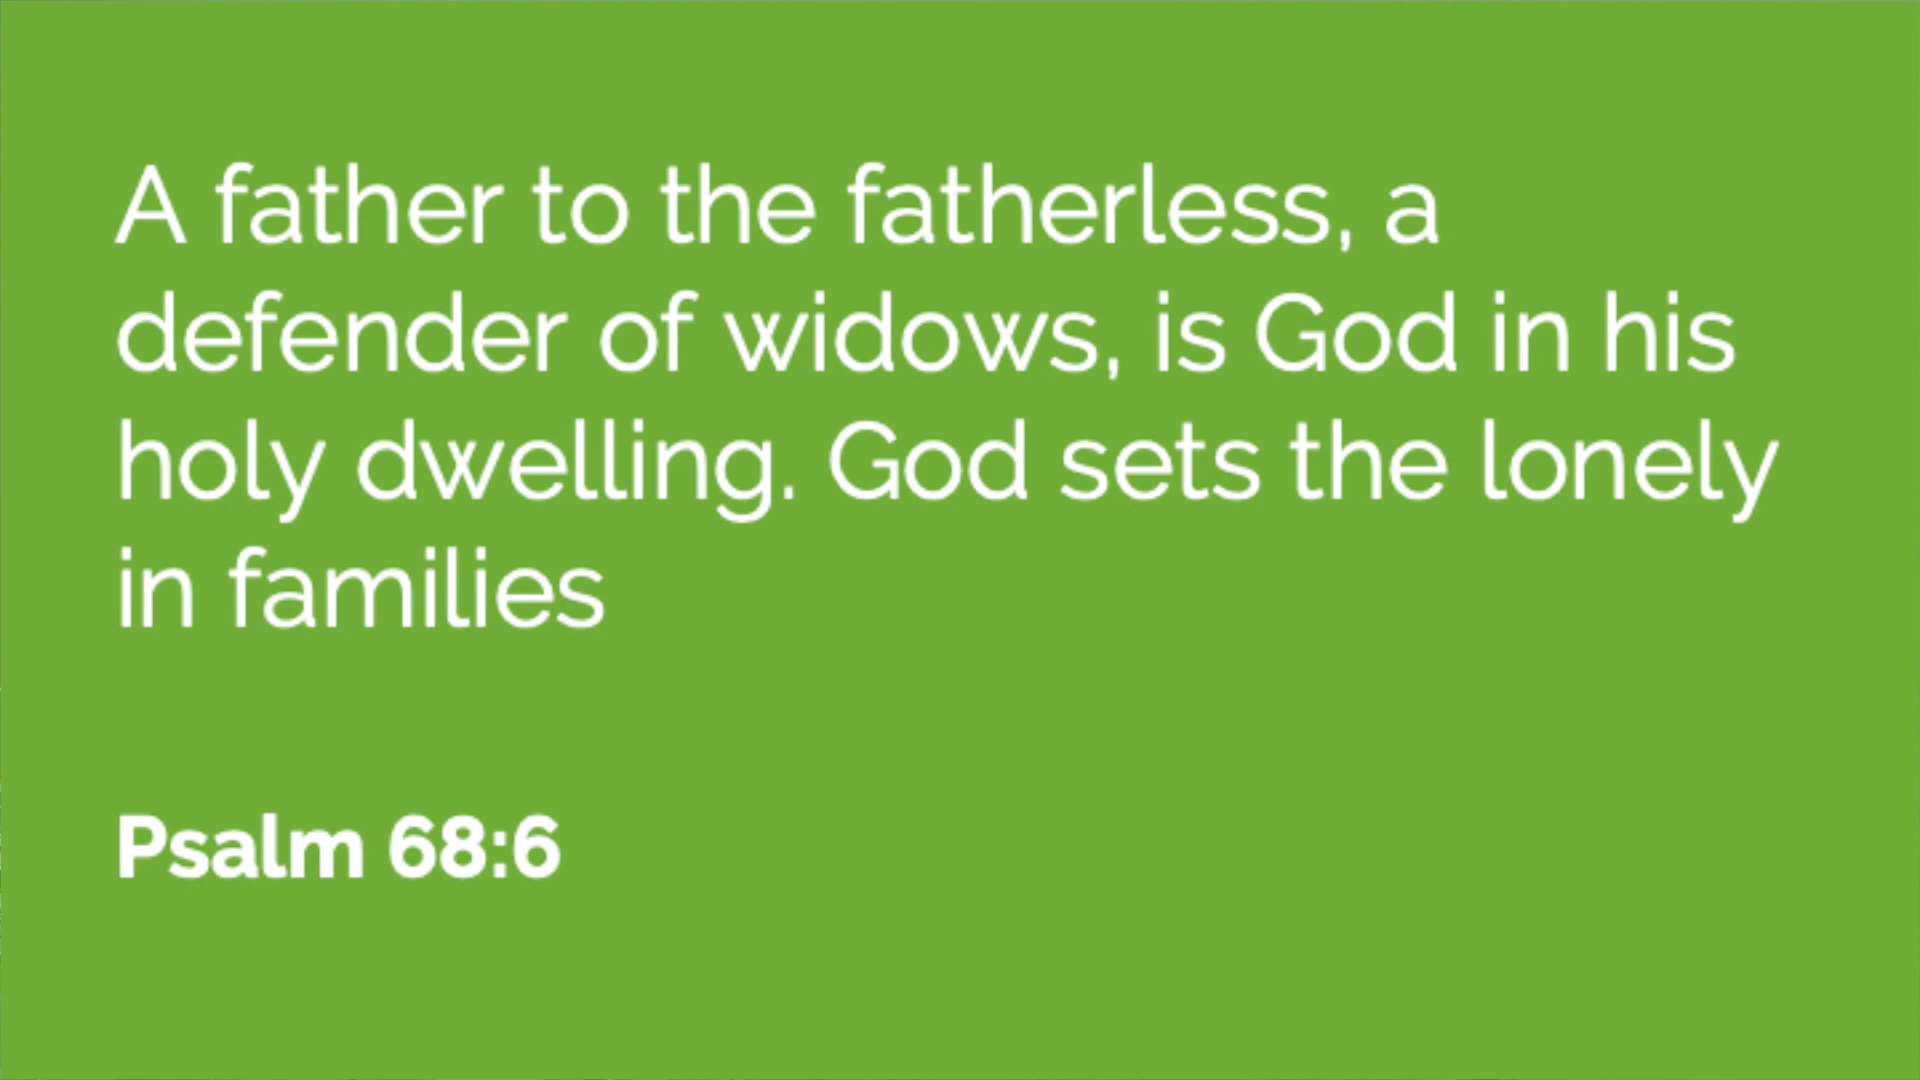 A father to the fatherless, a
defender of widows, is God in his
holy dwelling. God sets the lonely
in families
Psalm 68:6